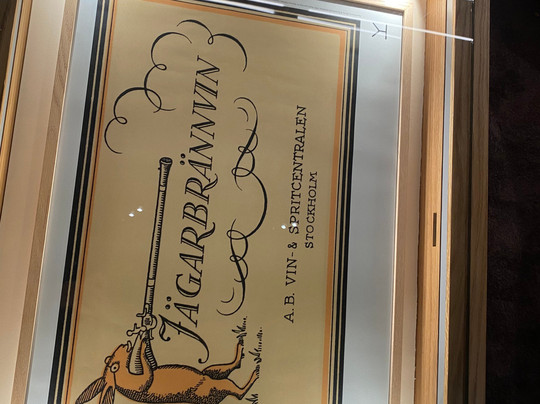 JÄGARBRÄNNVIN
A.B. VIN- & SPRITCENTRALEN
STOCKHOLM